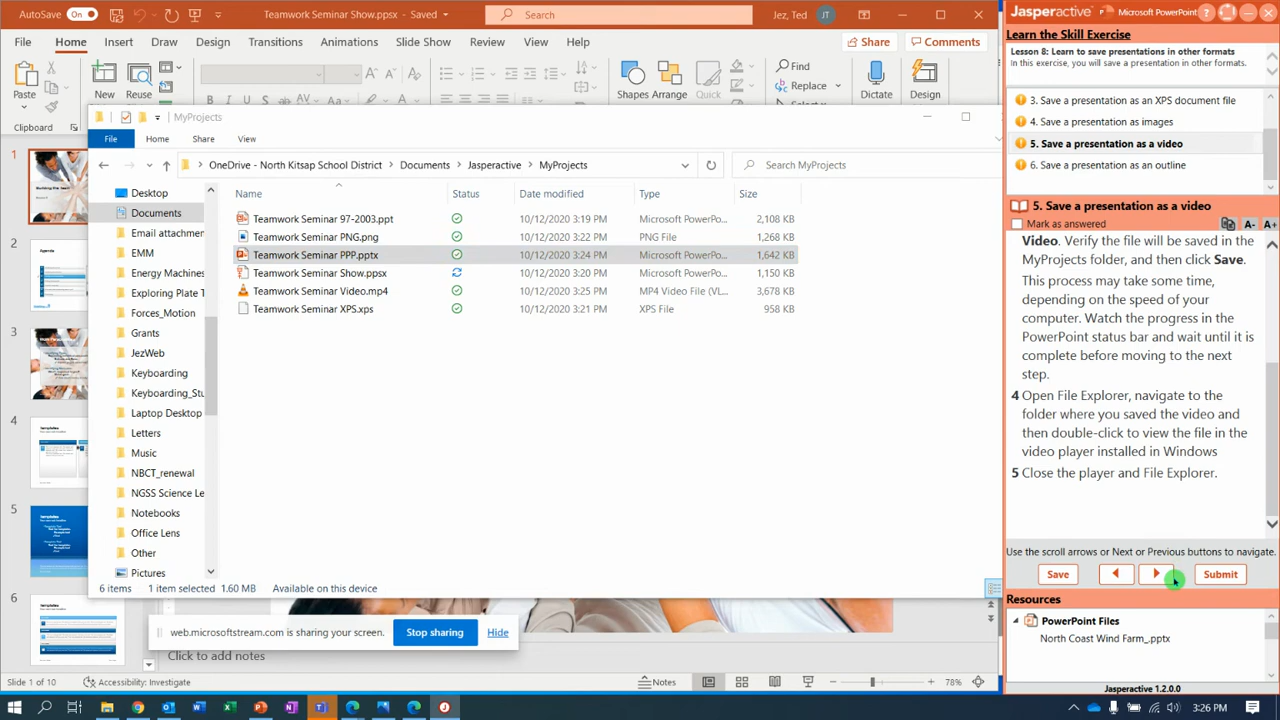 AutoSave On Teamwork Seminar Show.ppsx - Saved Search Jez, Ted JT
File Home Insert Draw Design Transitions Animations Slide Show Review View Help Share Comments
Paste New Reuse Shapes Arrange Quick Find Replace Dictate Design
B I U
Clipboard
MyProjects
File Home Share View
OneDrive - North Kitsap School District Documents Jasperactive MyProjects Search MyProjects
Name Status Date modified Type Size
Teamwork Seminar 97-2003.ppt 10/12/2020 3:19 PM Microsoft PowerPo... 2,108 KB
Teamwork Seminar PNG.png 10/12/2020 3:22 PM PNG File 1,268 KB
Teamwork Seminar PPP.pptx 10/12/2020 3:24 PM Microsoft PowerPo... 1,642 KB
Teamwork Seminar Show.ppsx 10/12/2020 3:20 PM Microsoft PowerPo... 1,150 KB
Teamwork Seminar Video.mp4 10/12/2020 3:25 PM MP4 Video File (VL... 3,678 KB
Teamwork Seminar XPS.xps 10/12/2020 3:21 PM XPS File 958 KB
Desktop
Documents
Email attachmen
EMM
Energy Machines
Exploring Plate T
Forces_Motion
Grants
JezWeb
Keyboarding
Keyboarding_Stu
Laptop Desktop
Letters
Music
NBCT_renewal
NGSS Science Le
Notebooks
Office Lens
Other
Pictures
6 items 1 item selected 1.60 MB Available on this device
1
2
3
4
5
6
web.microsoftstream.com is sharing your screen. Stop sharing Hide
Click to add notes
Slide 1 of 10 Accessibility: Investigate Notes 78%
Jasperactive Microsoft PowerPoint
Learn the Skill Exercise
Lesson 8: Learn to save presentations in other formats
In this exercise, you will save a presentation in other formats.
3. Save a presentation as an XPS document file
4. Save a presentation as images
5. Save a presentation as a video
6. Save a presentation as an outline
5. Save a presentation as a video
Mark as answered A- A+
Video. Verify the file will be saved in the
MyProjects folder, and then click Save.
This process may take some time,
depending on the speed of your
computer. Watch the progress in the
PowerPoint status bar and wait until it is
complete before moving to the next
step.
4 Open File Explorer, navigate to the
folder where you saved the video and
then double-click to view the file in the
video player installed in Windows
5 Close the player and File Explorer.
Use the scroll arrows or Next or Previous buttons to navigate.
Save Submit
Resources
PowerPoint Files
North Coast Wind Farm_.pptx
Jasperactive 1.2.0.0
3:26 PM